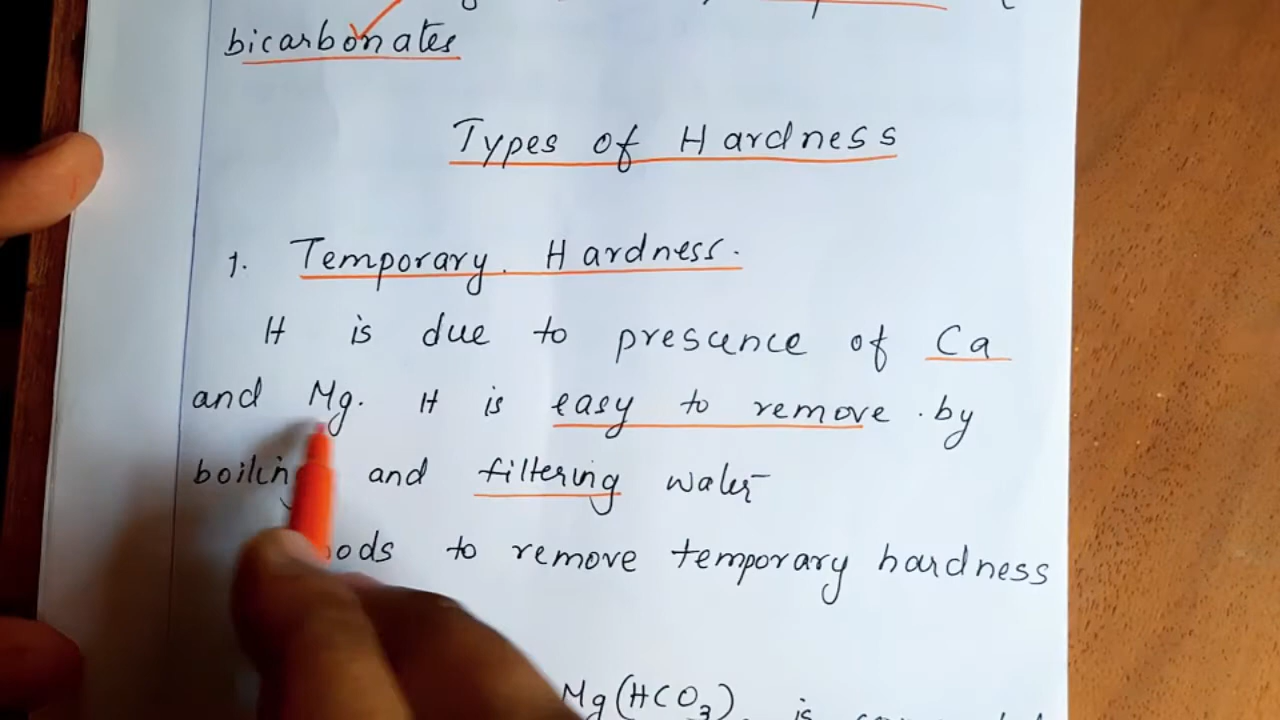 bicarbonates
Types of Hardness
1. Temporary Hardness.
It is due to presence of Ca
and Mg. It is easy to remove by
boiling and filtering water
to remove temporary hardness
Mg(HCO3) is